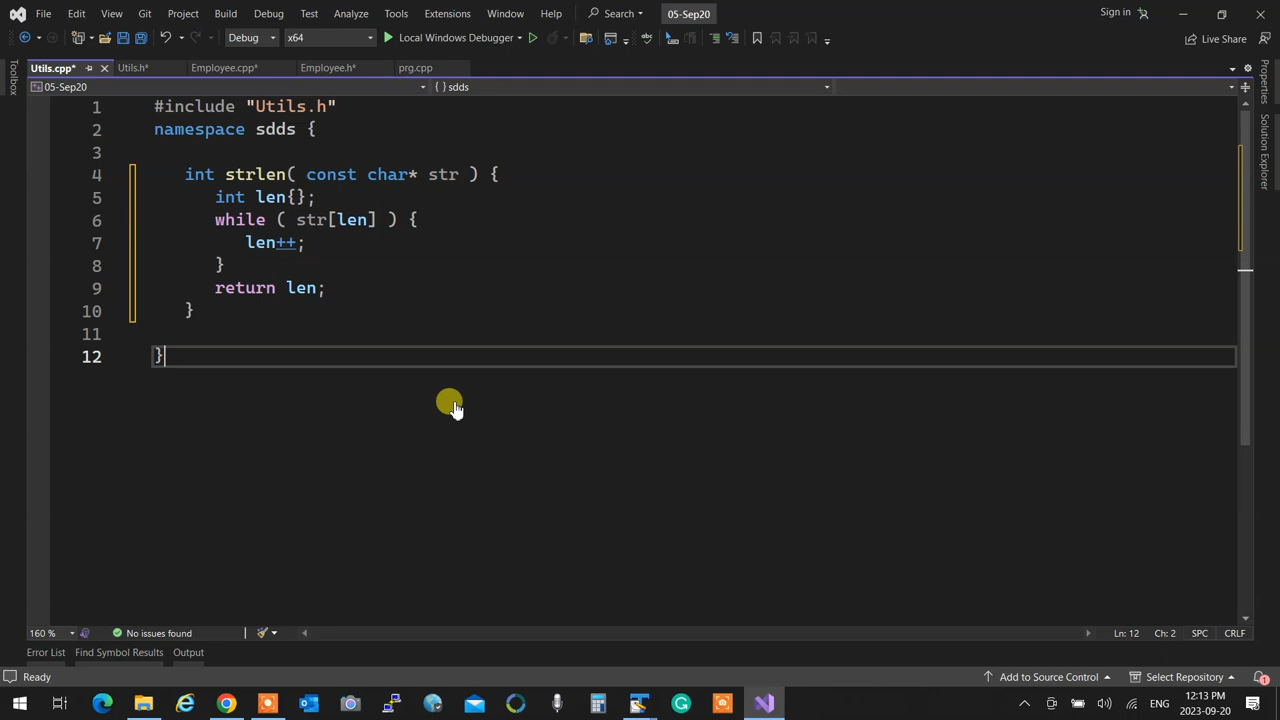 File Edit View Git Project Build Debug Test Analyze Tools Extensions Window Help Search 05-Sep20 Sign in
Debug x64 Local Windows Debugger Live Share
Utils.cpp* Utils.h* Employee.cpp* Employee.h* prg.cpp
05-Sep20 { } sdds
1 #include "Utils.h"
2 namespace sdds {
3
4 int strlen( const char* str ) {
5 int len{};
6 while ( str[len] ) {
7 len++;
8 }
9 return len;
10 }
11
12 }
Toolbox
Properties
Solution Explorer
160 % No issues found Ln: 12 Ch: 2 SPC CRLF
Error List Find Symbol Results Output
Ready Add to Source Control Select Repository 1
ENG 12:13 PM
2023-09-20